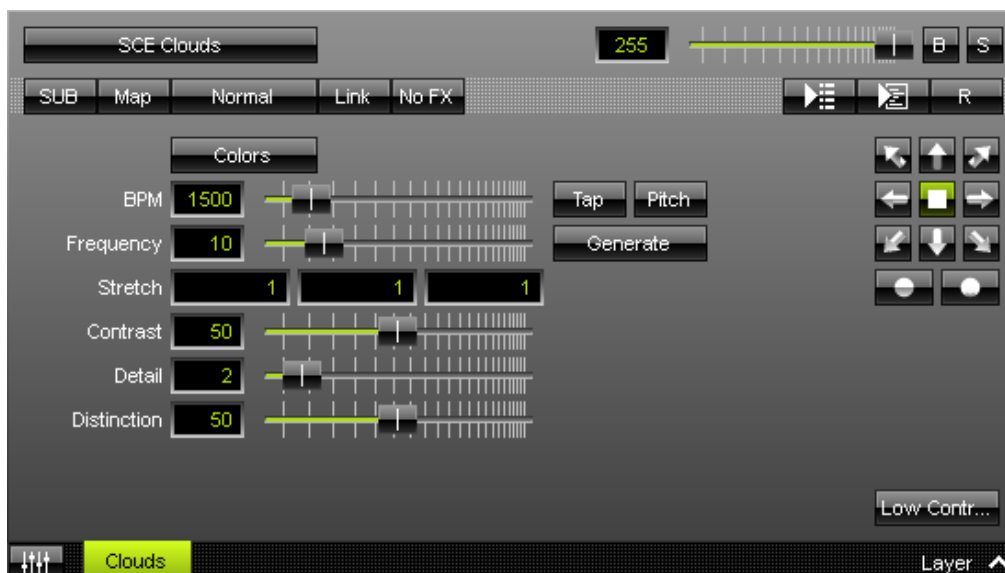 SCE Clouds 255 B S
SUB Map Normal Link No FX R
Colors
BPM 1500 Tap Pitch
Frequency 10 Generate
Stretch 1 1 1
Contrast 50
Detail 2
Distinction 50
Low Contr...
Clouds Layer